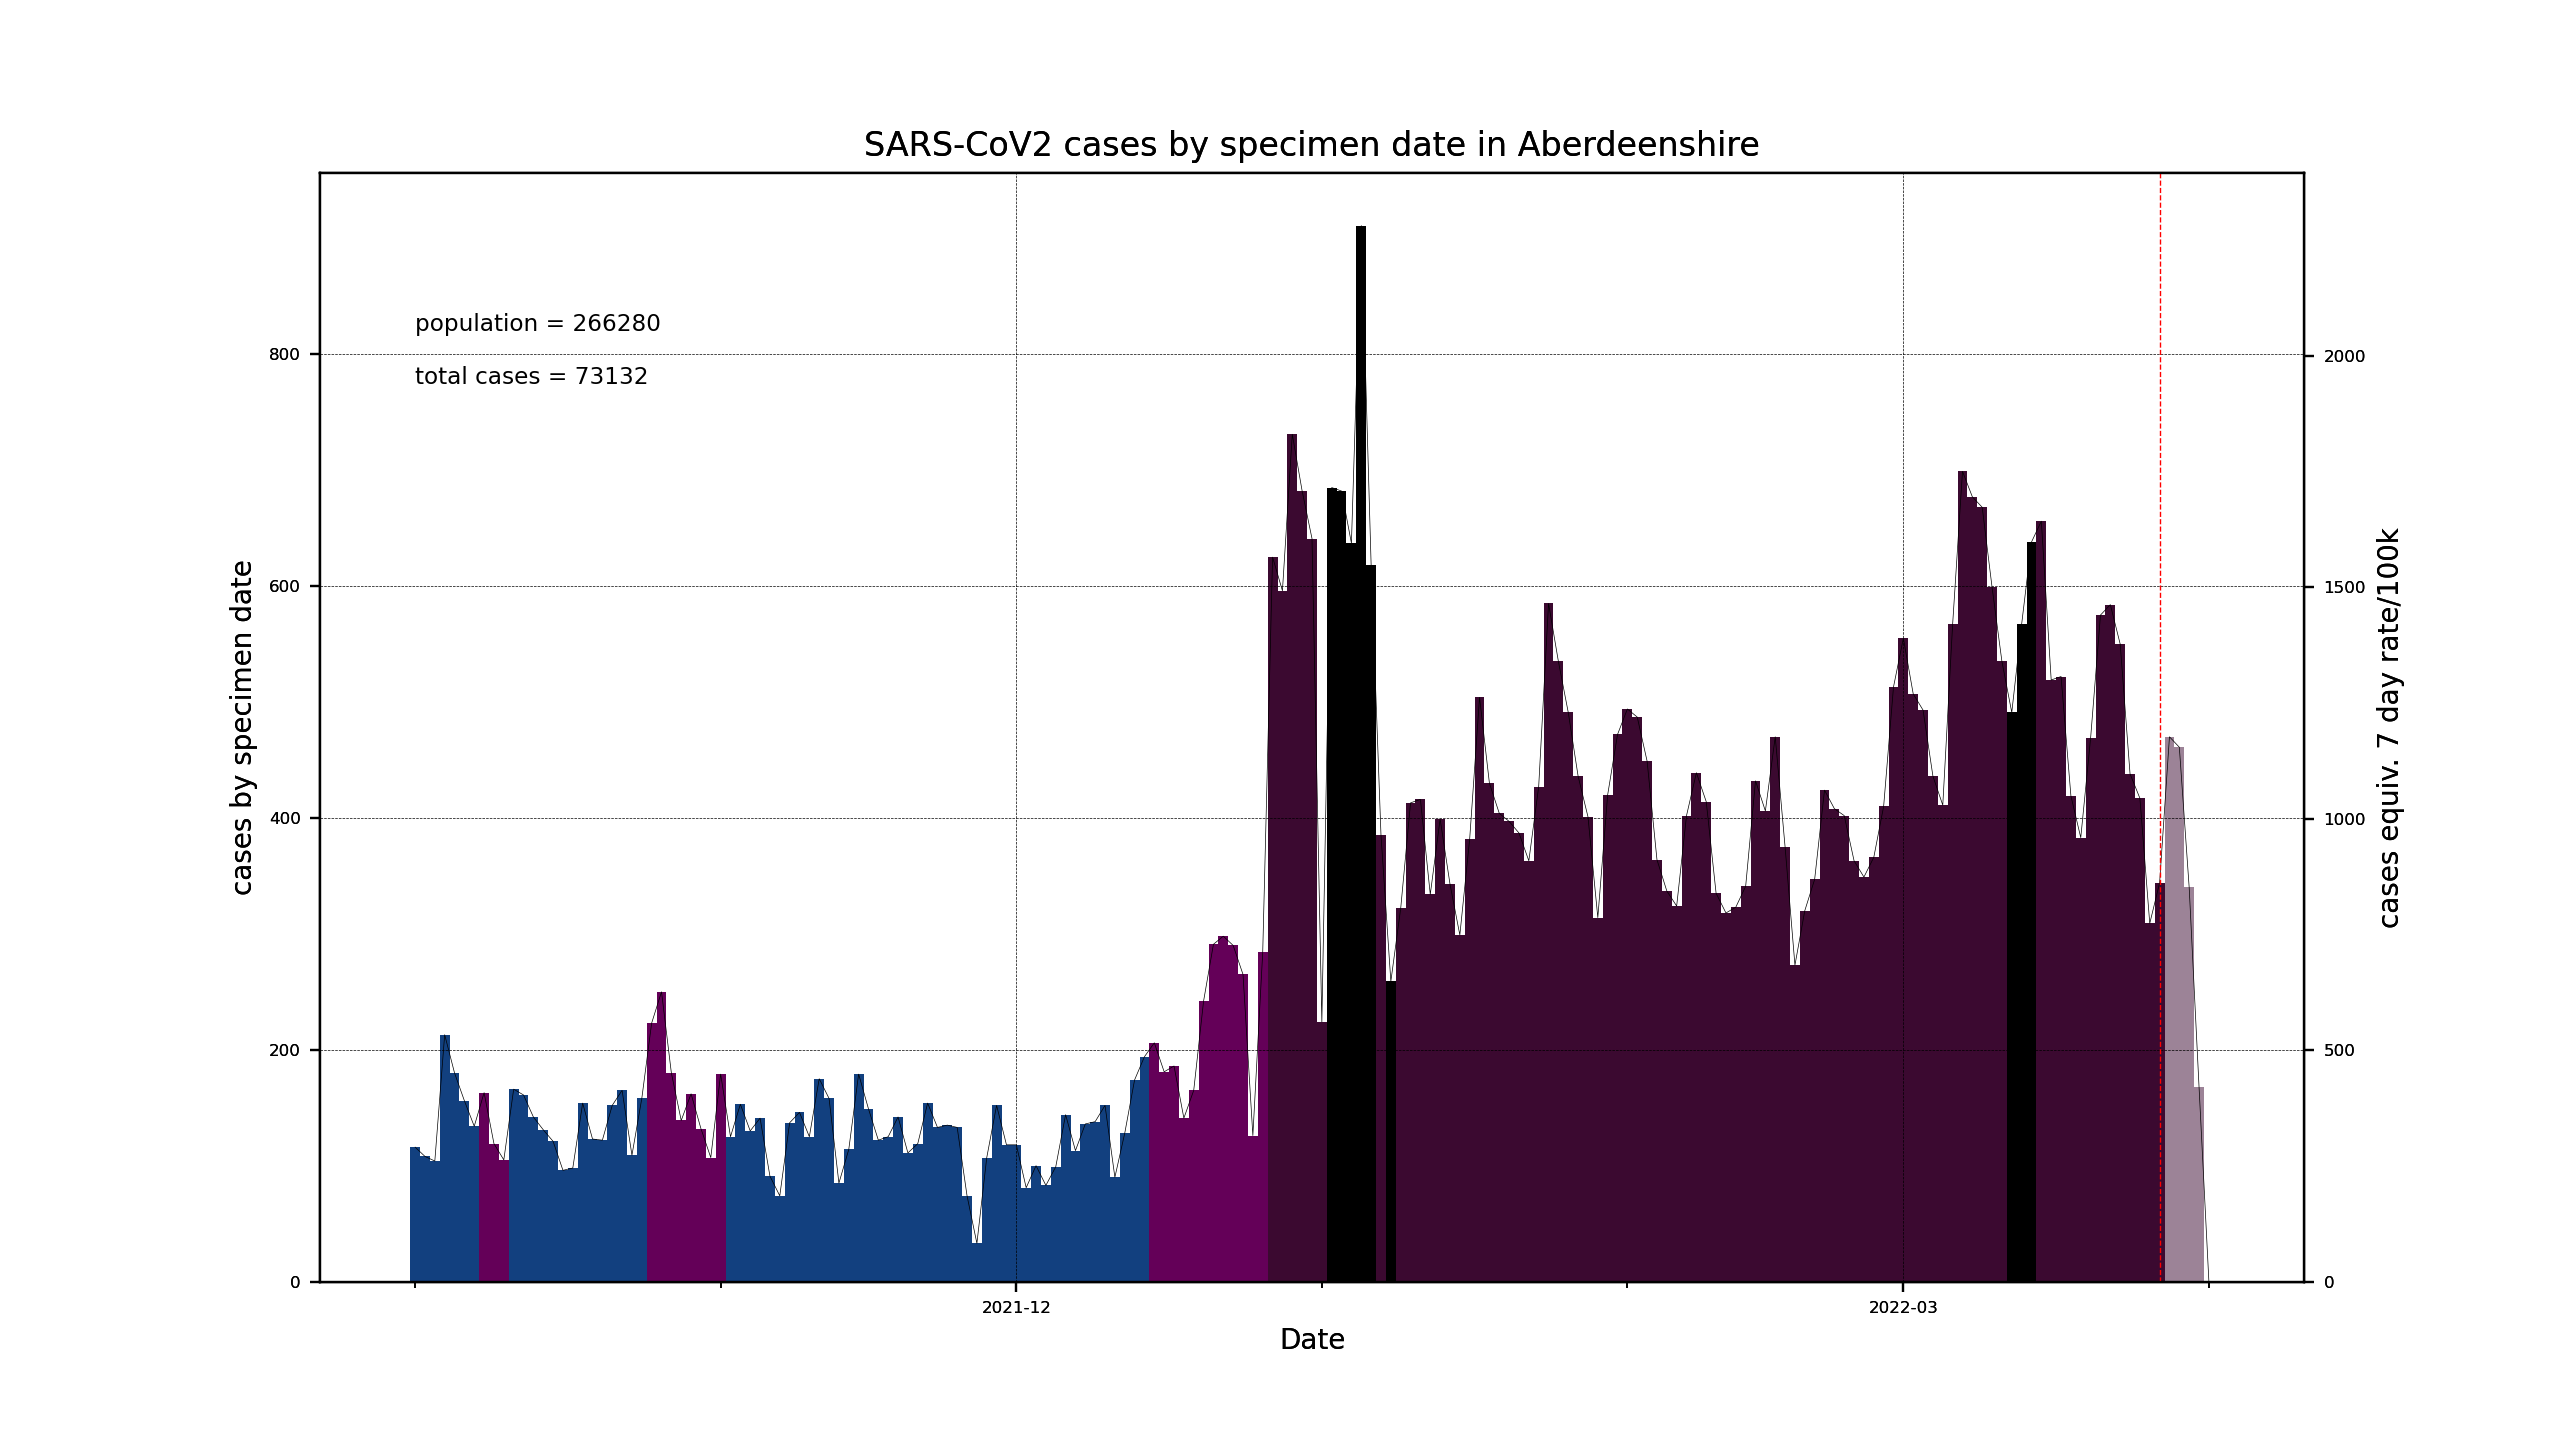 SARS-CoV2 cases by specimen date in Aberdeenshire
population = 266280
total cases = 73132
cases by specimen date
800
600
400
200
0
2000
1500
1000
500
0
cases equiv. 7 day rate/100k
2021-12
2022-03
Date